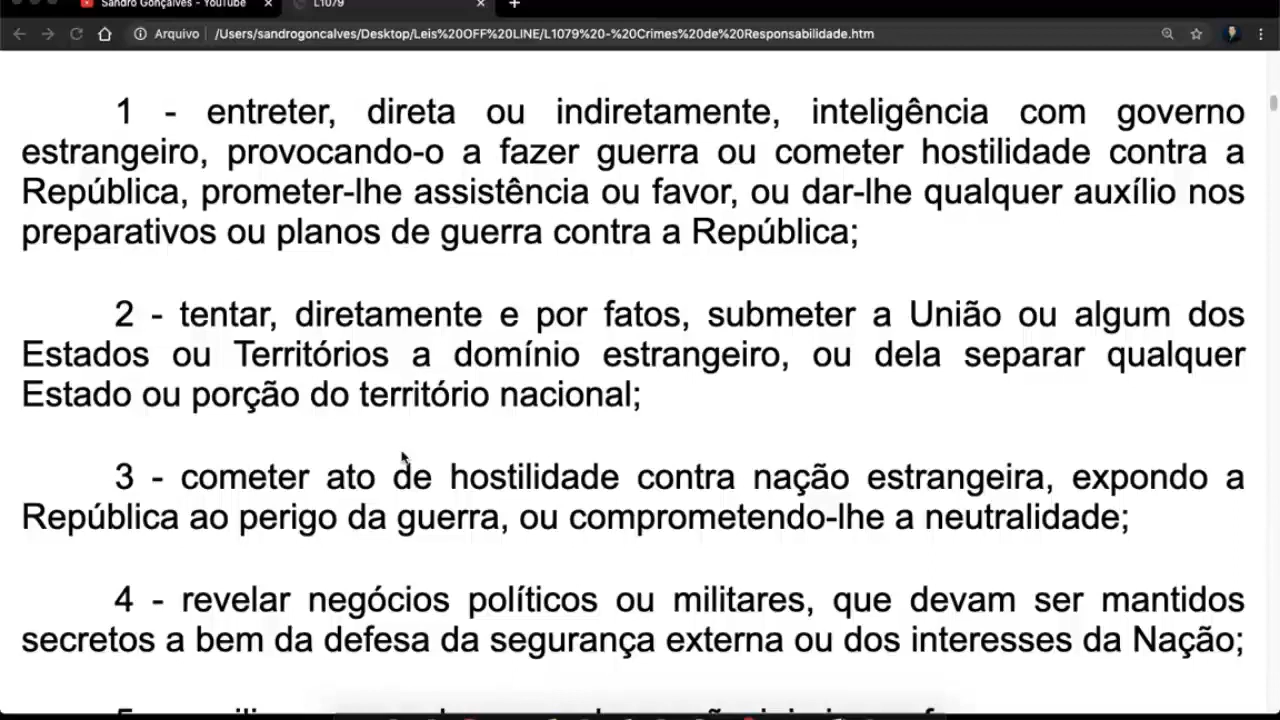 Sandro Gonçalves - YouTube
L1079
Arquivo /Users/sandrogoncalves/Desktop/Leis%20OFF%20LINE/L1079%20-%20Crimes%20de%20Responsabilidade.htm
1 - entreter, direta ou indiretamente, inteligência com governo
estrangeiro, provocando-o a fazer guerra ou cometer hostilidade contra a
República, prometer-lhe assistência ou favor, ou dar-lhe qualquer auxílio nos
preparativos ou planos de guerra contra a República;
2 - tentar, diretamente e por fatos, submeter a União ou algum dos
Estados ou Territórios a domínio estrangeiro, ou dela separar qualquer
Estado ou porção do território nacional;
3 - cometer ato de hostilidade contra nação estrangeira, expondo a
República ao perigo da guerra, ou comprometendo-lhe a neutralidade;
4 - revelar negócios políticos ou militares, que devam ser mantidos
secretos a bem da defesa da segurança externa ou dos interesses da Nação;